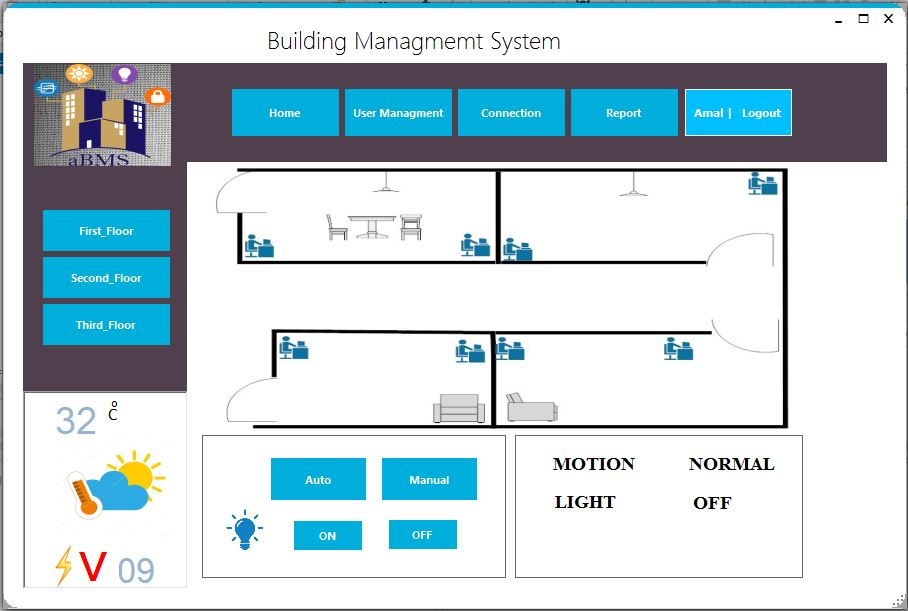 Building Managmemt System
aBMS
Home
User Managment
Connection
Report
Amal | Logout
First_Floor
Second_Floor
Third_Floor
32 °C
V 09
Auto
Manual
ON
OFF
MOTION NORMAL
LIGHT OFF